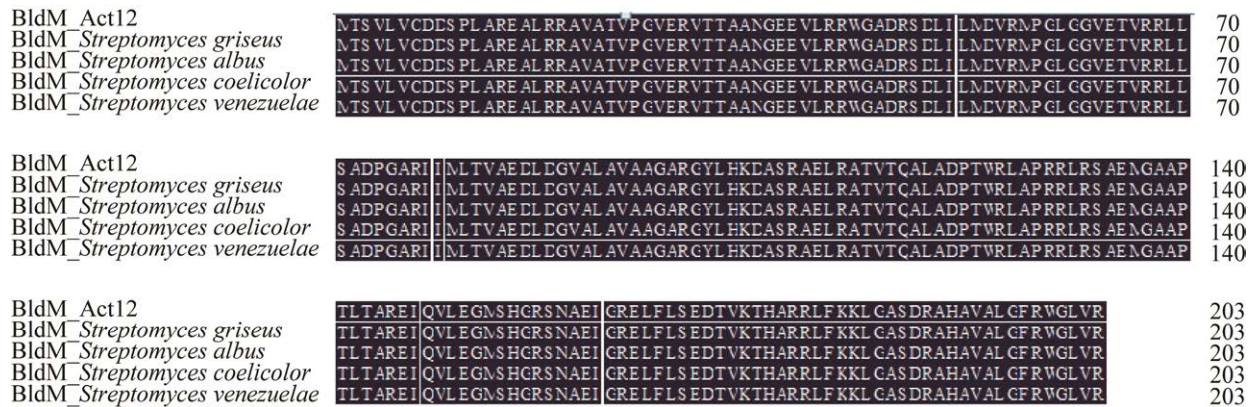 BldM_Act12 MTSVLVCDDSPLAREALRRAVATVPGVERVTTAANGEEVLRRWGADRSDLILMDVRMPGLGGVETVRRLL 70
BldM_Streptomyces griseus MTSVLVCDDSPLAREALRRAVATVPGVERVTTAANGEEVLRRWGADRSDLILMDVRMPGLGGVETVRRLL 70
BldM_Streptomyces albus MTSVLVCDDSPLAREALRRAVATVPGVERVTTAANGEEVLRRWGADRSDLILMDVRMPGLGGVETVRRLL 70
BldM_Streptomyces coelicolor MTSVLVCDDSPLAREALRRAVATVPGVERVTTAANGEEVLRRWGADRSDLILMDVRMPGLGGVETVRRLL 70
BldM_Streptomyces venezuelae MTSVLVCDDSPLAREALRRAVATVPGVERVTTAANGEEVLRRWGADRSDLILMDVRMPGLGGVETVRRLL 70
BldM_Act12 SADPGARIIMLTVAEDLDGVALAVAAGARGYLHKDASRAELRATVTQALADPTWRLAPRRLRSAENGAAP 140
BldM_Streptomyces griseus SADPGARIIMLTVAEDLDGVALAVAAGARGYLHKDASRAELRATVTQALADPTWRLAPRRLRSAENGAAP 140
BldM_Streptomyces albus SADPGARIIMLTVAEDLDGVALAVAAGARGYLHKDASRAELRATVTQALADPTWRLAPRRLRSAENGAAP 140
BldM_Streptomyces coelicolor SADPGARIIMLTVAEDLDGVALAVAAGARGYLHKDASRAELRATVTQALADPTWRLAPRRLRSAENGAAP 140
BldM_Streptomyces venezuelae SADPGARIIMLTVAEDLDGVALAVAAGARGYLHKDASRAELRATVTQALADPTWRLAPRRLRSAENGAAP 140
BldM_Act12 TLTAREIQVLEGMSHGRSNAEIGRELFLSEDTVKTHARRLFKKLGASDRAHAVALGFRWGLVR 203
BldM_Streptomyces griseus TLTAREIQVLEGMSHGRSNAEIGRELFLSEDTVKTHARRLFKKLGASDRAHAVALGFRWGLVR 203
BldM_Streptomyces albus TLTAREIQVLEGMSHGRSNAEIGRELFLSEDTVKTHARRLFKKLGASDRAHAVALGFRWGLVR 203
BldM_Streptomyces coelicolor TLTAREIQVLEGMSHGRSNAEIGRELFLSEDTVKTHARRLFKKLGASDRAHAVALGFRWGLVR 203
BldM_Streptomyces venezuelae TLTAREIQVLEGMSHGRSNAEIGRELFLSEDTVKTHARRLFKKLGASDRAHAVALGFRWGLVR 203